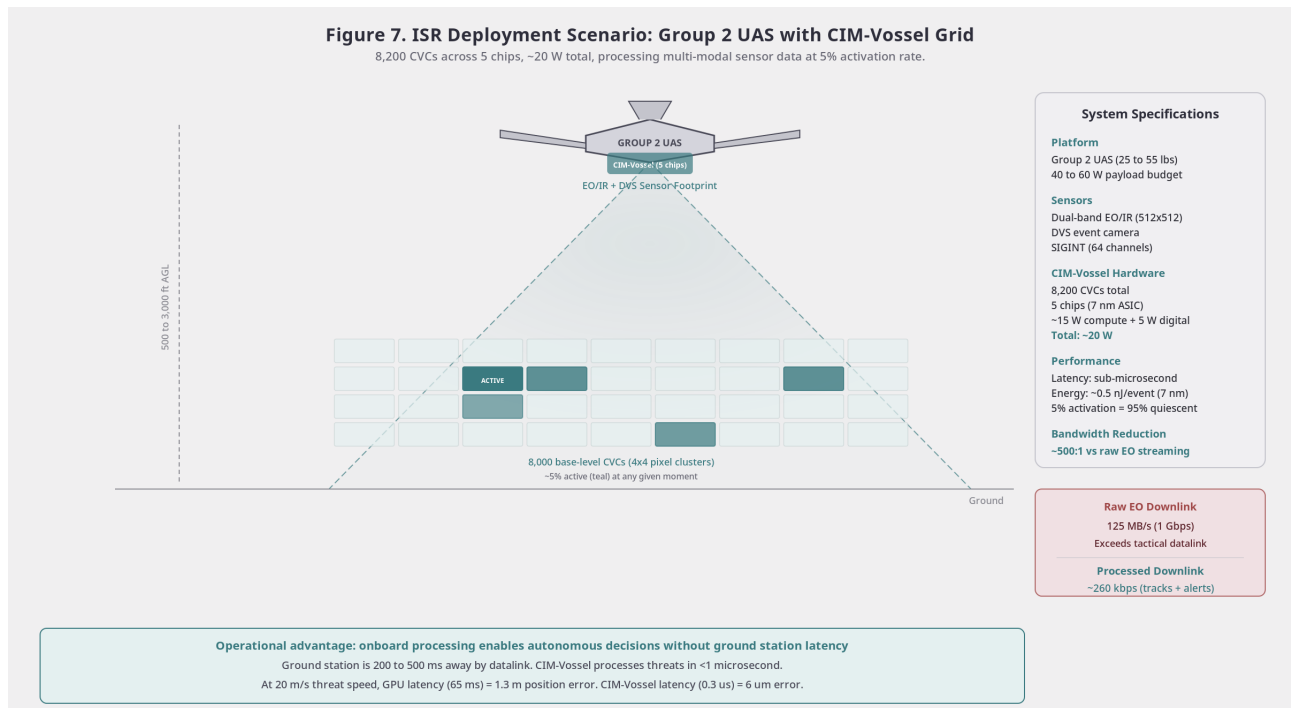 Figure 7. ISR Deployment Scenario: Group 2 UAS with CIM-Vossel Grid
8,200 CVCs across 5 chips, ~20 W total, processing multi-modal sensor data at 5% activation rate.
GROUP 2 UAS
CIM-Vossel (5 chips)
EO/IR + DVS Sensor Footprint
500 to 3,000 ft AGL
ACTIVE
8,000 base-level CVCs (4x4 pixel clusters)
~5% active (teal) at any given moment
Ground
System Specifications
Platform
Group 2 UAS (25 to 55 lbs)
40 to 60 W payload budget
Sensors
Dual-band EO/IR (512x512)
DVS event camera
SIGINT (64 channels)
CIM-Vossel Hardware
8,200 CVCs total
5 chips (7 nm ASIC)
~15 W compute + 5 W digital
Total: ~20 W
Performance
Latency: sub-microsecond
Energy: ~0.5 nJ/event (7 nm)
5% activation = 95% quiescent
Bandwidth Reduction
~500:1 vs raw EO streaming
Raw EO Downlink
125 MB/s (1 Gbps)
Exceeds tactical datalink
Processed Downlink
~260 kbps (tracks + alerts)
Operational advantage: onboard processing enables autonomous decisions without ground station latency
Ground station is 200 to 500 ms away by datalink. CIM-Vossel processes threats in <1 microsecond.
At 20 m/s threat speed, GPU latency (65 ms) = 1.3 m position error. CIM-Vossel latency (0.3 us) = 6 um error.